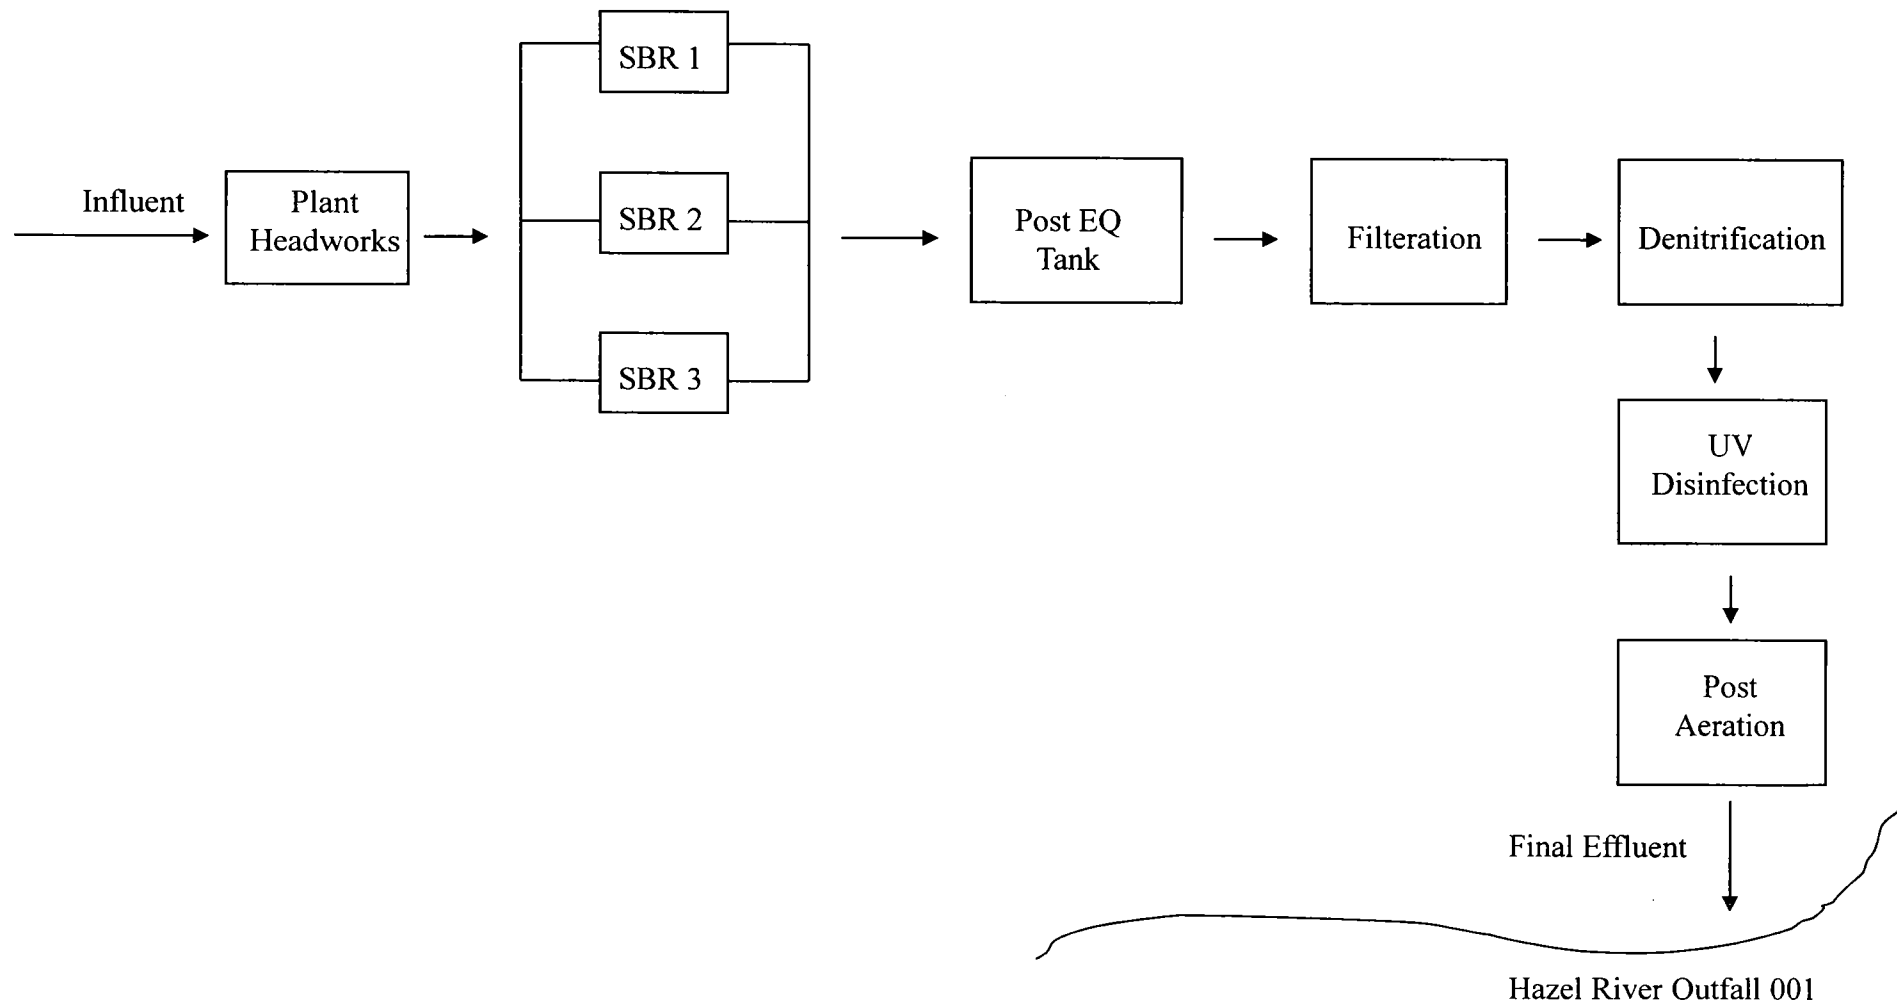 SBR 1
Influent
Plant
Headworks
SBR 2
SBR 3
Post EQ
Tank
Filteration
Denitrification
UV
Disinfection
Post
Aeration
Final Effluent
Hazel River Outfall 001